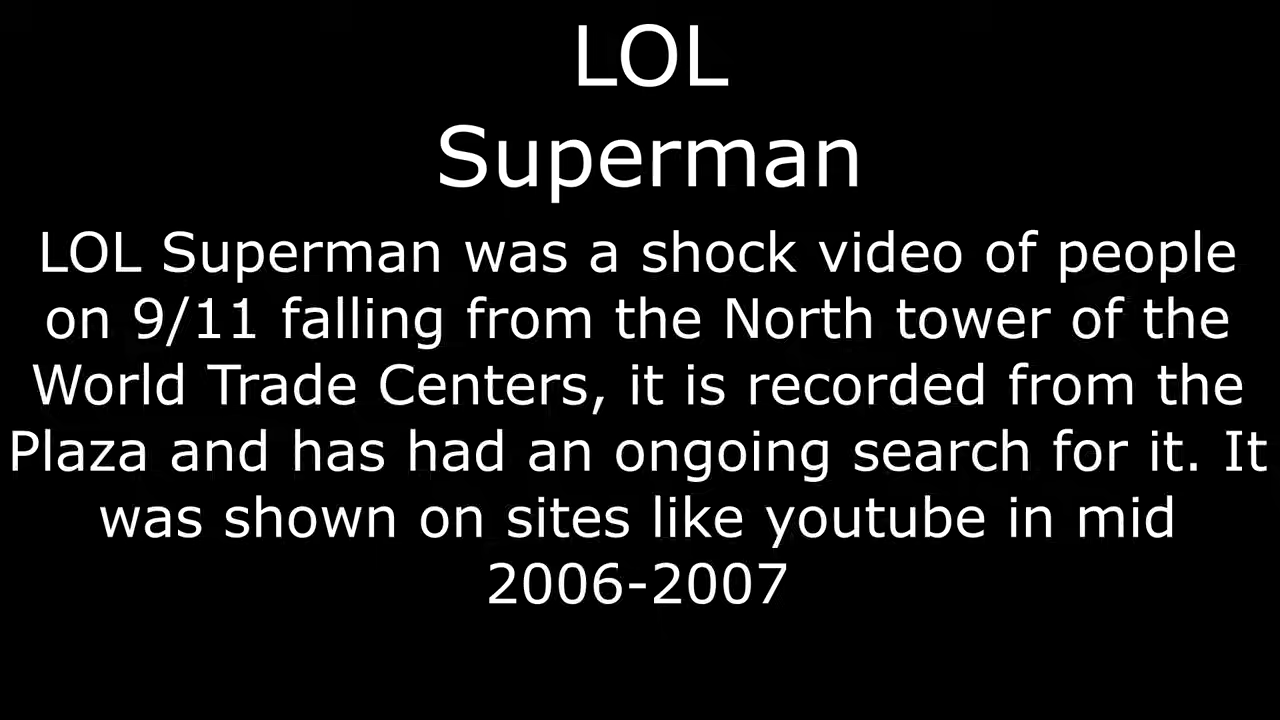 LOL
Superman
LOL Superman was a shock video of people
on 9/11 falling from the North tower of the
World Trade Centers, it is recorded from the
Plaza and has had an ongoing search for it. It
was shown on sites like youtube in mid
2006-2007